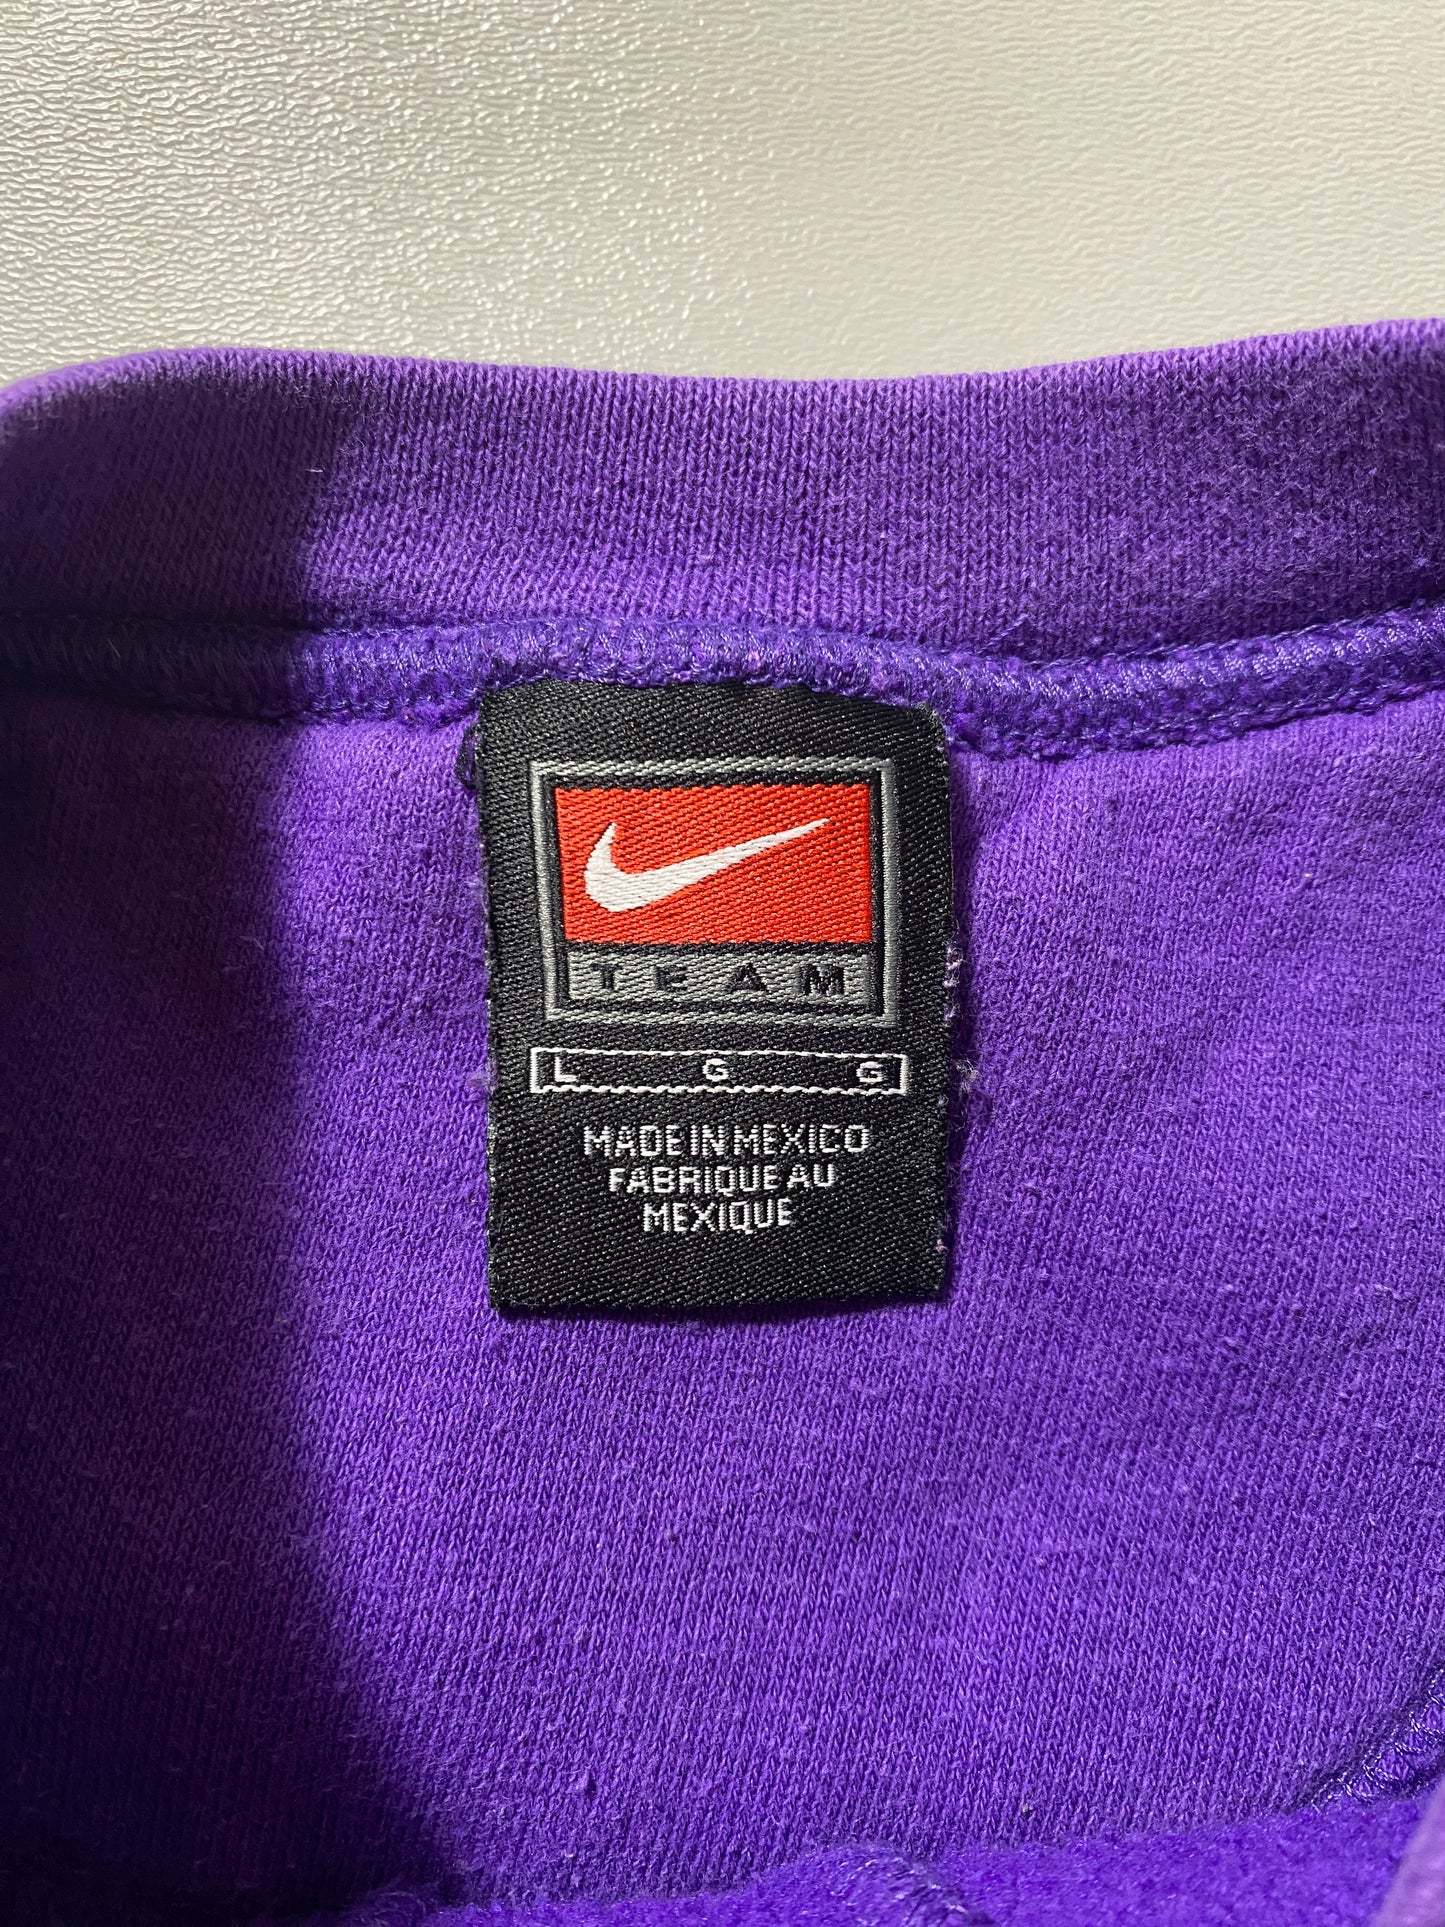 TEAM
L G G
MADE IN MEXICO
FABRIQUE AU
MEXIQUE